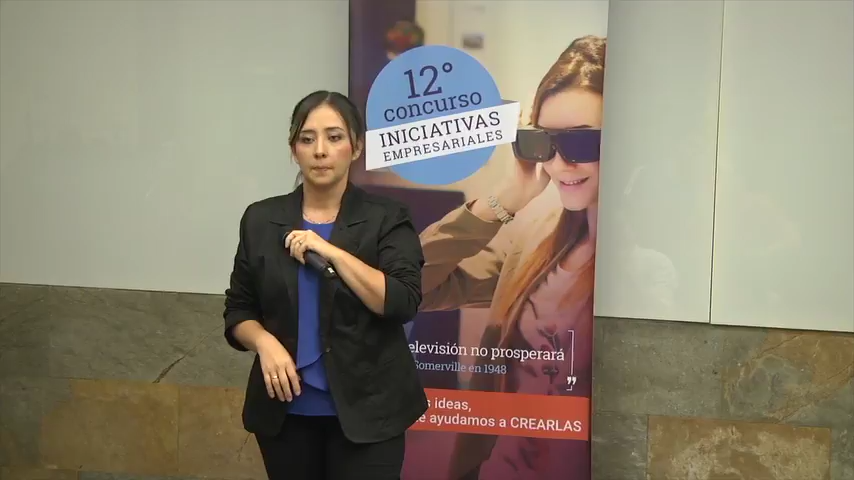 12°
concurso
INICIATIVAS
EMPRESARIALES
elevisión no prosperará
Somerville en 1948
”
ideas,
ayudamos a CREARLAS